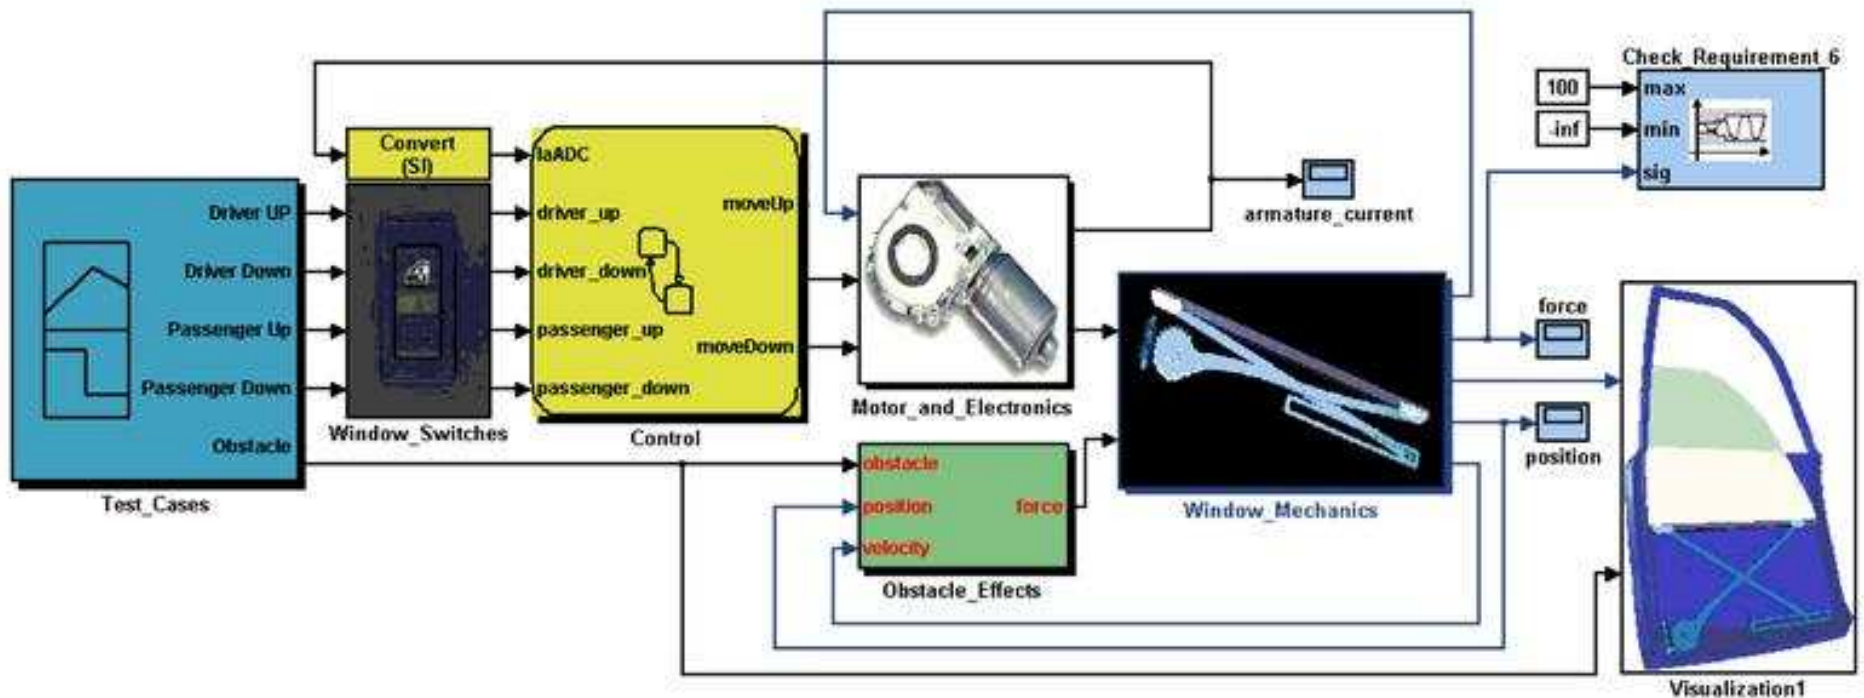 Check_Requirement_6
100
max
-inf
min
sig
Convert
(SI)
IaADC
Driver UP
driver_up
moveUp
armature_current
Driver Down
driver_down
Passenger Up
passenger_up
moveDown
force
Passenger Down
passenger_down
Motor_and_Electronics
Window_Switches
Control
Obstacle
Test_Cases
obstacle
position
force
velocity
Obstacle_Effects
Window_Mechanics
position
Visualization1